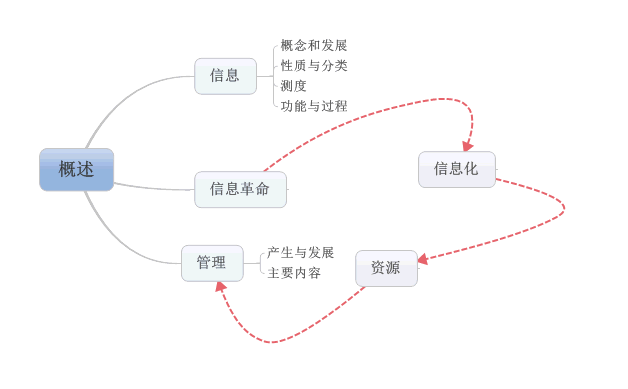 概述
信息
概念和发展
性质与分类
测度
功能与过程
信息革命
信息化
管理
产生与发展
主要内容
资源